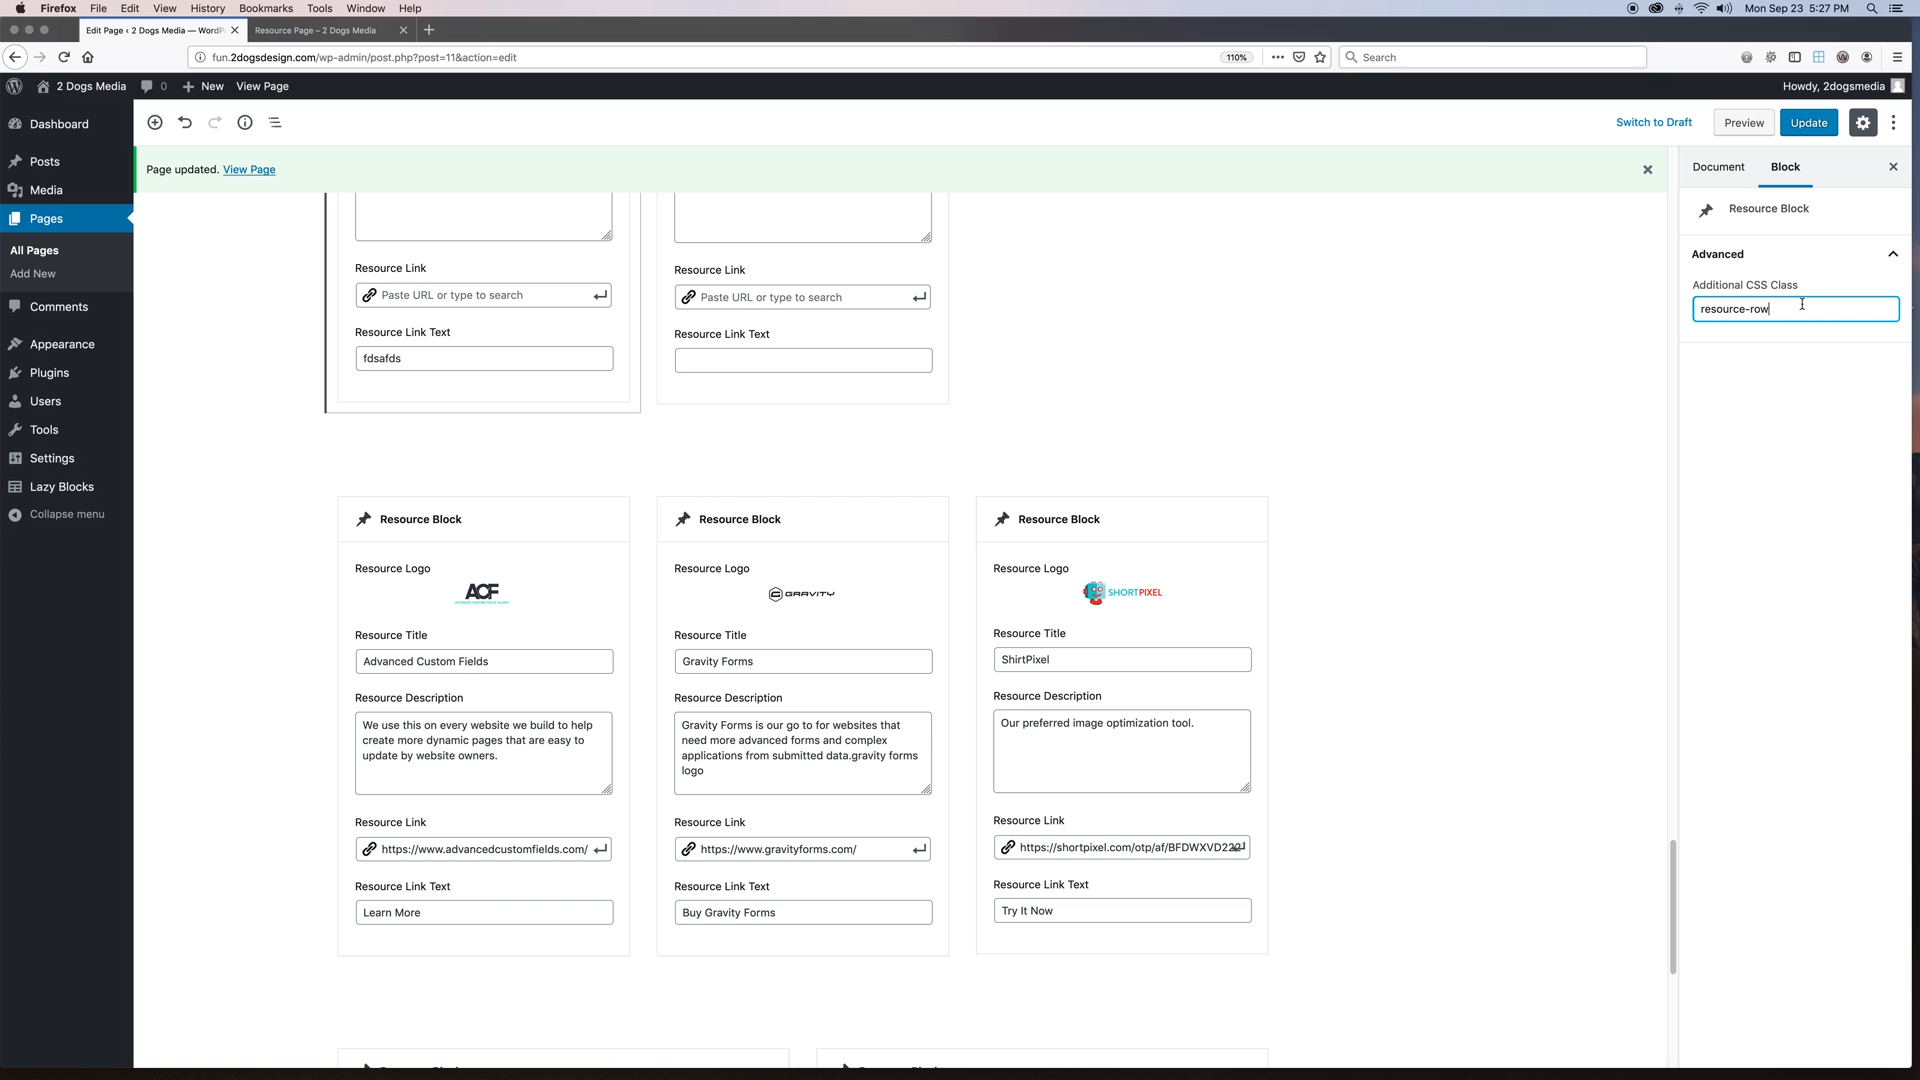 Firefox File Edit View History Bookmarks Tools Window Help Mon Sep 23 5:27 PM
Edit Page ‹ 2 Dogs Media — WordP Resource Page – 2 Dogs Media
fun.2dogsdesign.com/wp-admin/post.php?post=11&action=edit 110% Search
2 Dogs Media 0 New View Page Howdy, 2dogsmedia
Dashboard
Posts
Media
Pages
All Pages
Add New
Comments
Appearance
Plugins
Users
Tools
Settings
Lazy Blocks
Collapse menu
Switch to Draft Preview Update
Page updated. View Page
Document Block
Resource Block
Advanced
Additional CSS Class
resource-row
Resource Link Resource Link
Paste URL or type to search Paste URL or type to search
Resource Link Text Resource Link Text
fdsafds
Resource Block Resource Block Resource Block
Resource Logo Resource Logo Resource Logo
ACF GRAVITY SHORTPIXEL
Resource Title Resource Title Resource Title
Advanced Custom Fields Gravity Forms ShirtPixel
Resource Description Resource Description Resource Description
We use this on every website we build to help Gravity Forms is our go to for websites that Our preferred image optimization tool.
create more dynamic pages that are easy to need more advanced forms and complex
update by website owners. applications from submitted data.gravity forms
logo
Resource Link Resource Link Resource Link
https://www.advancedcustomfields.com/ https://www.gravityforms.com/ https://shortpixel.com/otp/af/BFDWXVD222
Resource Link Text Resource Link Text Resource Link Text
Learn More Buy Gravity Forms Try It Now